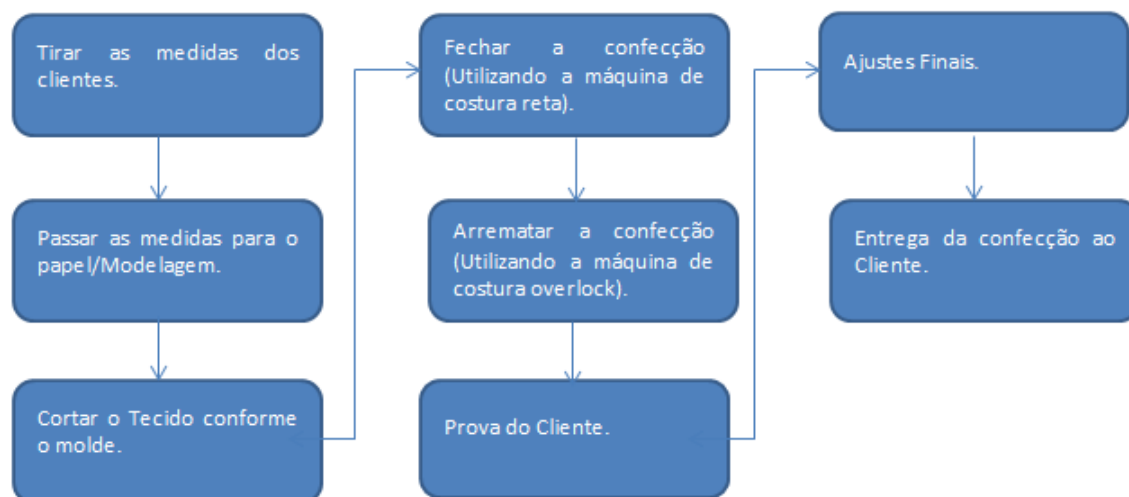 Tirar as medidas dos
clientes.
Passar as medidas para o
papel/Modelagem.
Cortar o Tecido conforme
o molde.
Fechar a confecção
(Utilizando a máquina de
costura reta).
Arrematar a confecção
(Utilizando a máquina de
costura overlock).
Prova do Cliente.
Ajustes Finais.
Entrega da confecção ao
Cliente.